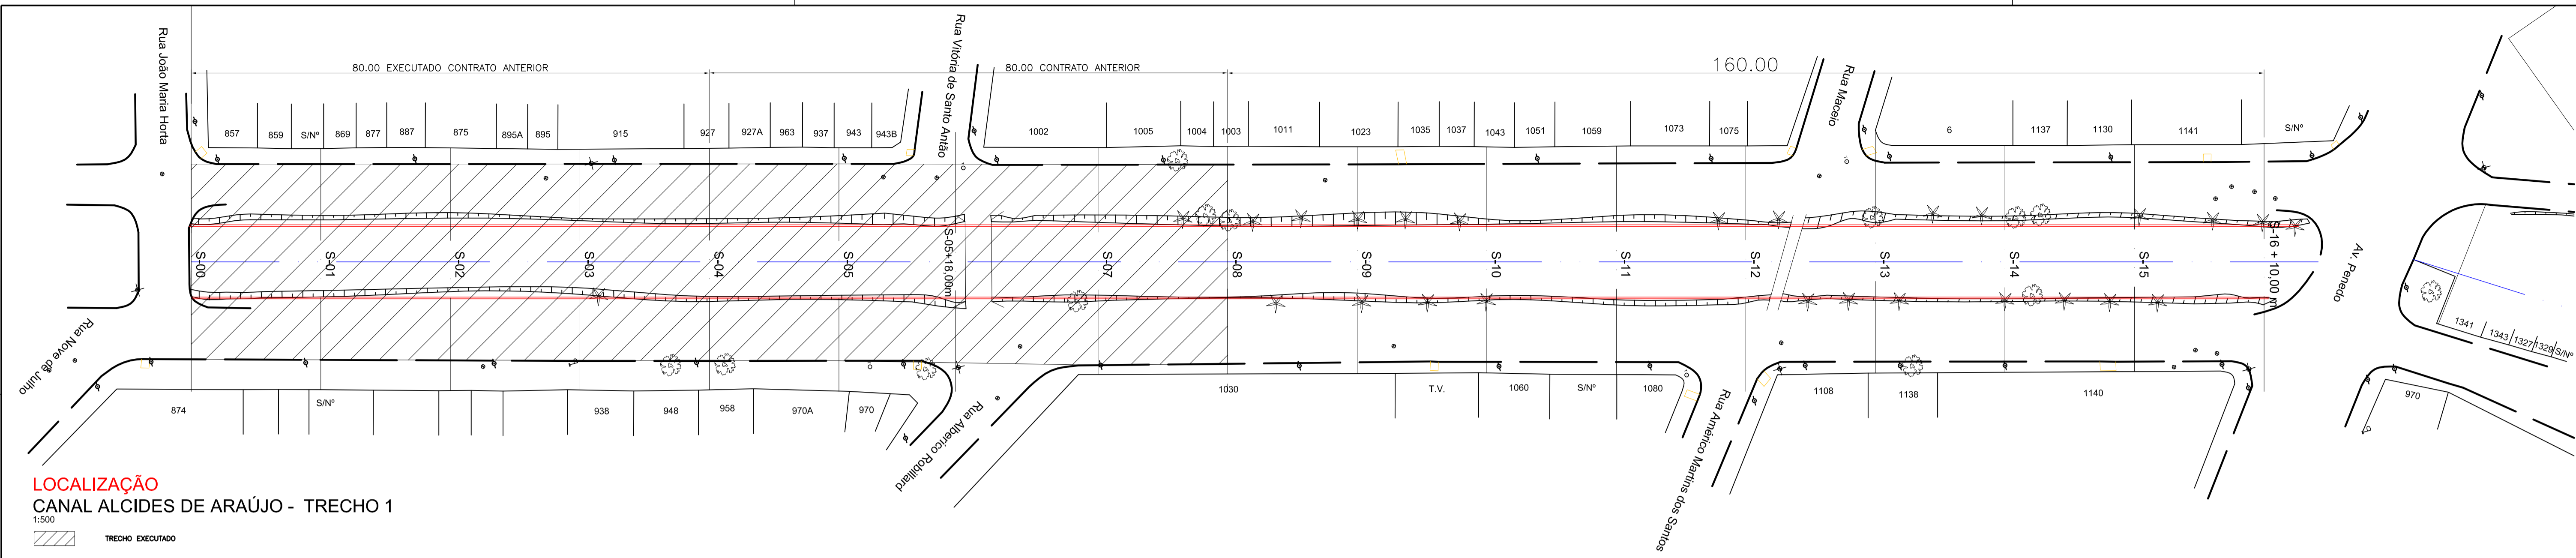 Rua João Maria Horta
80.00 EXECUTADO CONTRATO ANTERIOR
Rua Vitória de Santo Antão
80.00 CONTRATO ANTERIOR
160.00
Rua Maceio
857
859
S/Nº
869
877
887
875
895A
895
915
927
927A
963
937
943
943B
1002
1005
1004
1003
1011
1023
1035
1037
1043
1051
1059
1073
1075
6
1137
1130
1141
S/Nº
S-00
S-01
S-02
S-03
S-04
S-05
S-05+18,00m
S-07
S-08
S-09
S-10
S-11
S-12
S-13
S-14
S-15
S-16 + 10,00 m
Av. Penedo
1341
1343
1327
1329
S/Nº
Rua Nove de Julho
874
S/Nº
938
948
958
970A
970
Rua Alberico Robillard
1030
T.V.
1060
S/Nº
1080
Rua Américo Martins dos Santos
1108
1138
1140
970
LOCALIZAÇÃO
CANAL ALCIDES DE ARAÚJO - TRECHO 1
1:500
TRECHO EXECUTADO